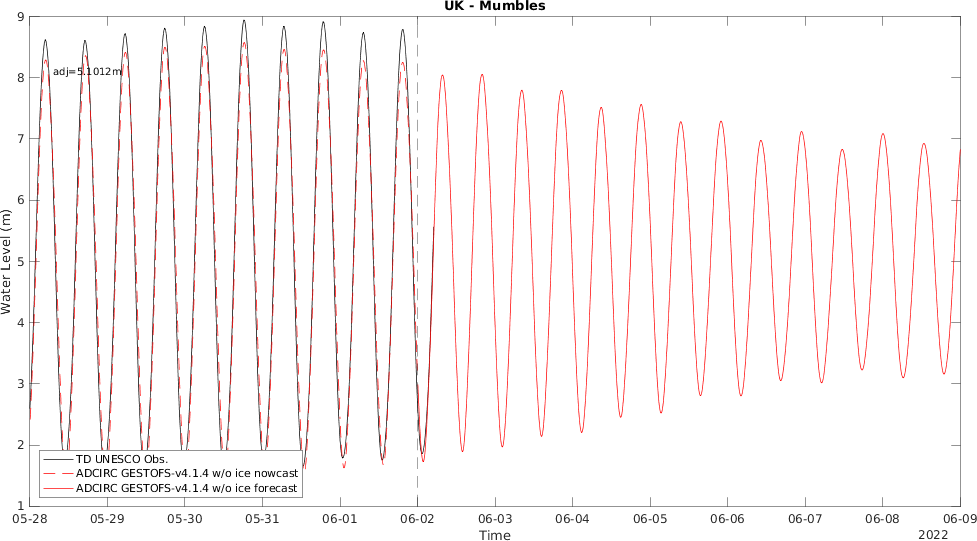 UK - Mumbles
9
8
7
6
5
4
3
2
1
Water Level (m)
adj=5.1012m
TD UNESCO Obs.
ADCIRC GESTOFS-v4.1.4 w/o ice nowcast
ADCIRC GESTOFS-v4.1.4 w/o ice forecast
05-28 05-29 05-30 05-31 06-01 06-02 06-03 06-04 06-05 06-06 06-07 06-08 06-09
Time
2022